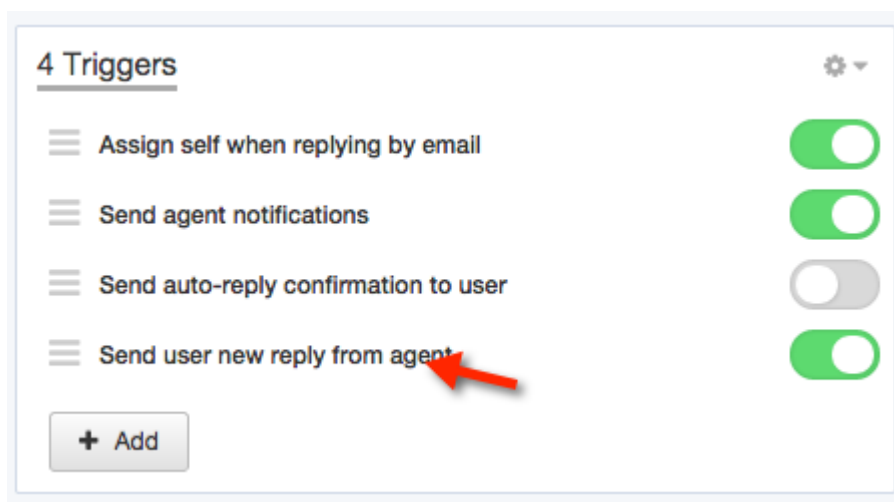 4 Triggers
Assign self when replying by email
Send agent notifications
Send auto-reply confirmation to user
Send user new reply from agent
+ Add